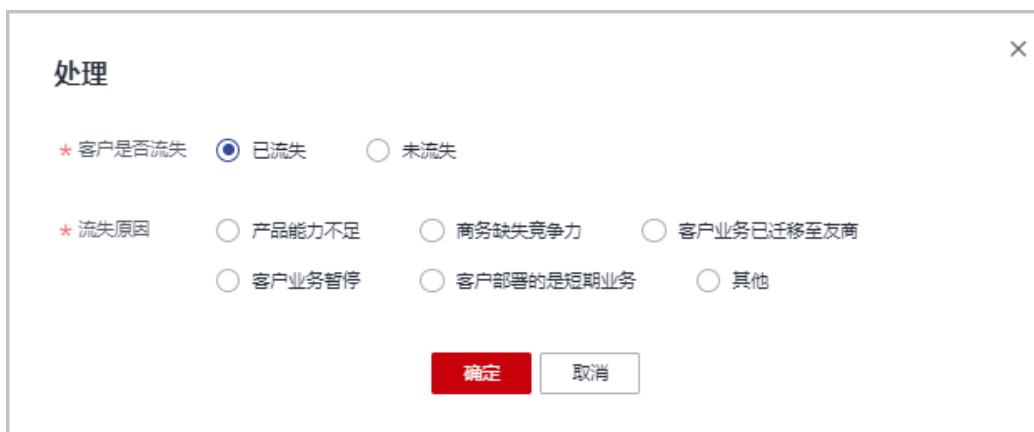 处理
* 客户是否流失 已流失 未流失
* 流失原因 产品能力不足 商务缺失竞争力 客户业务已迁移至友商
客户业务暂停 客户部署的是短期业务 其他
确定 取消